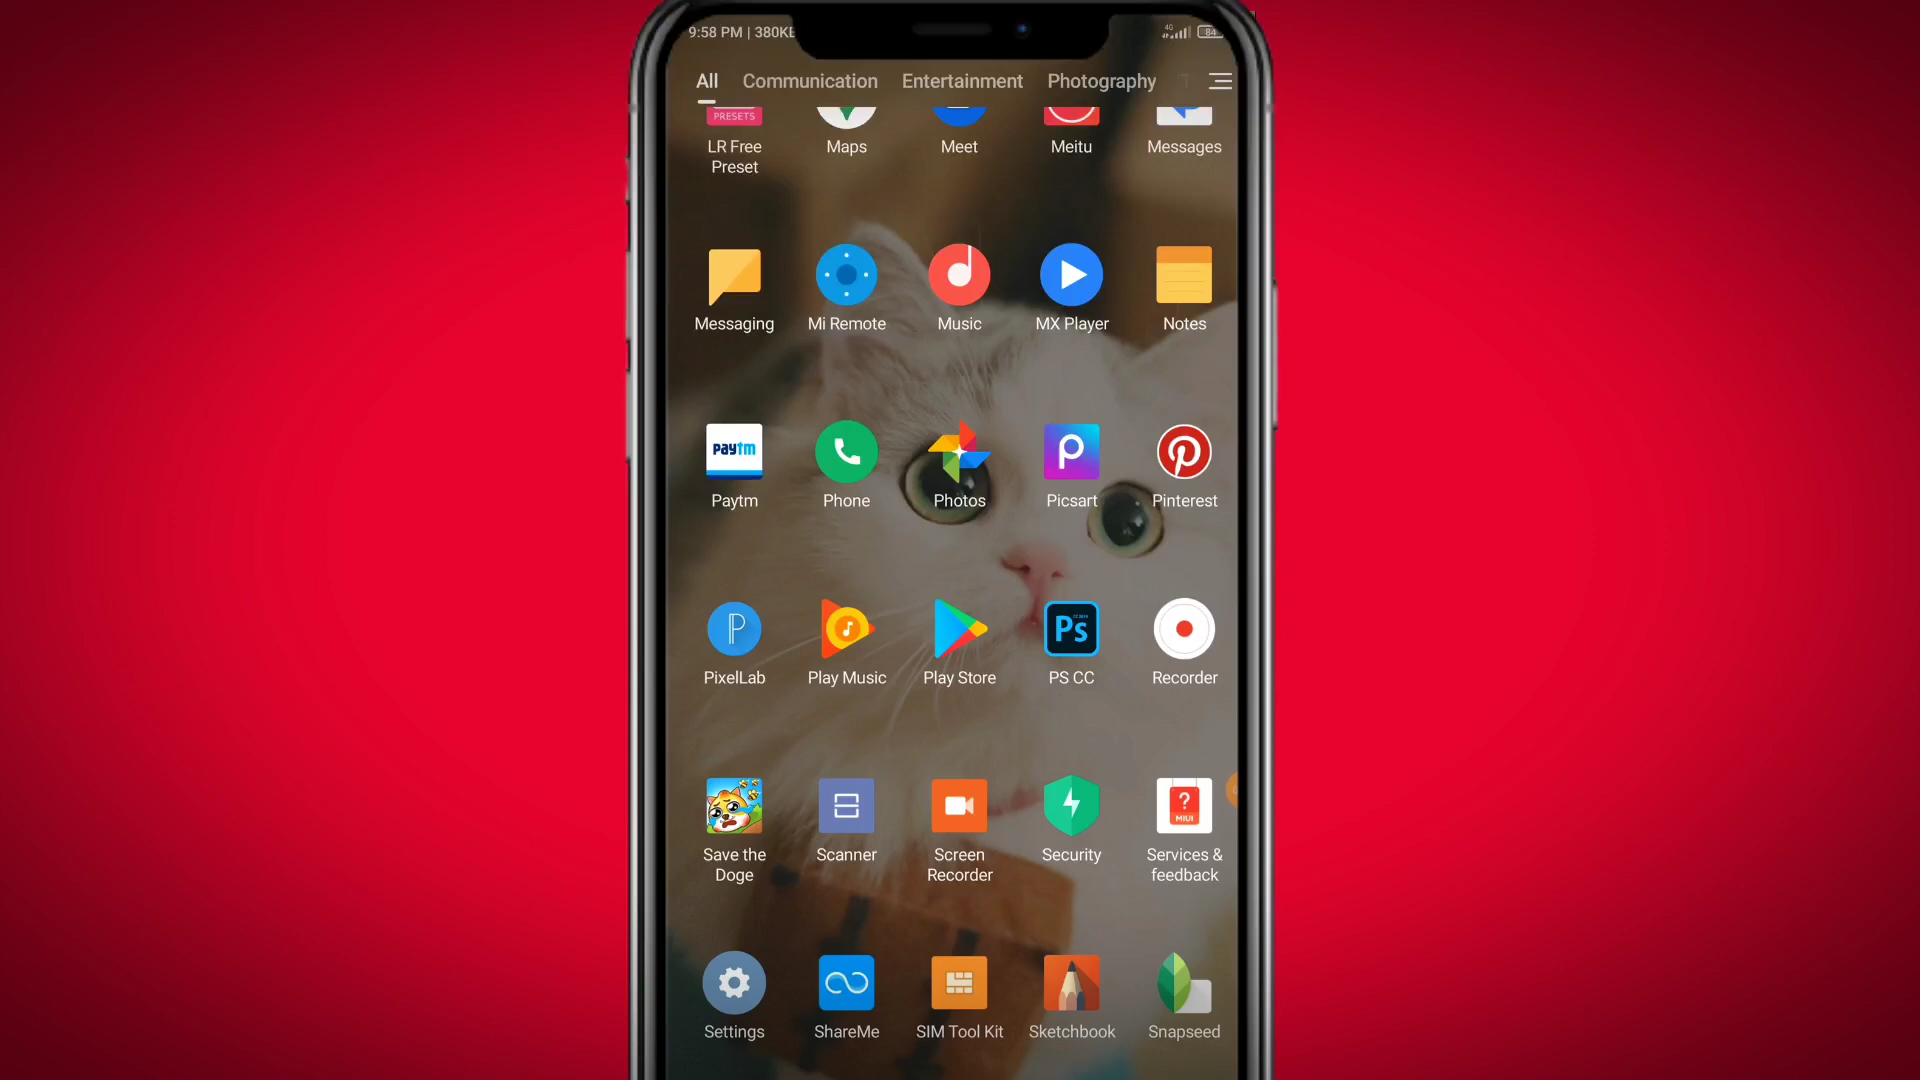 9:58 PM | 380KB
4G
84
All Communication Entertainment Photography
PRESETS
LR Free Preset
Maps
Meet
Meitu
Messages
Messaging
Mi Remote
Music
MX Player
Notes
Paytm
Paytm
Phone
Photos
Picsart
Pinterest
PixelLab
Play Music
Play Store
Ps
PS CC
Recorder
Save the
Doge
Scanner
Screen
Recorder
Security
?
MIUI
Services &
feedback
Settings
ShareMe
SIM Tool Kit
Sketchbook
Snapseed